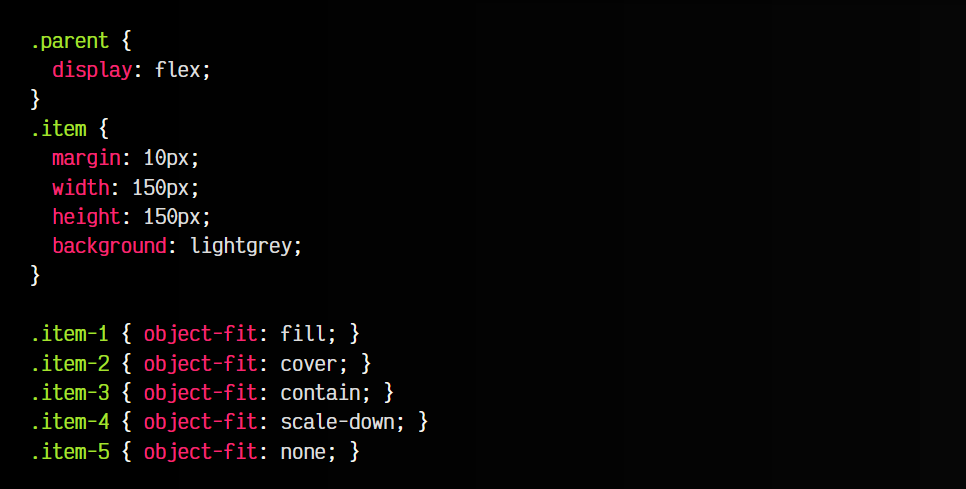 .parent {
  display: flex;
}
.item {
  margin: 10px;
  width: 150px;
  height: 150px;
  background: lightgrey;
}

.item-1 { object-fit: fill; }
.item-2 { object-fit: cover; }
.item-3 { object-fit: contain; }
.item-4 { object-fit: scale-down; }
.item-5 { object-fit: none; }